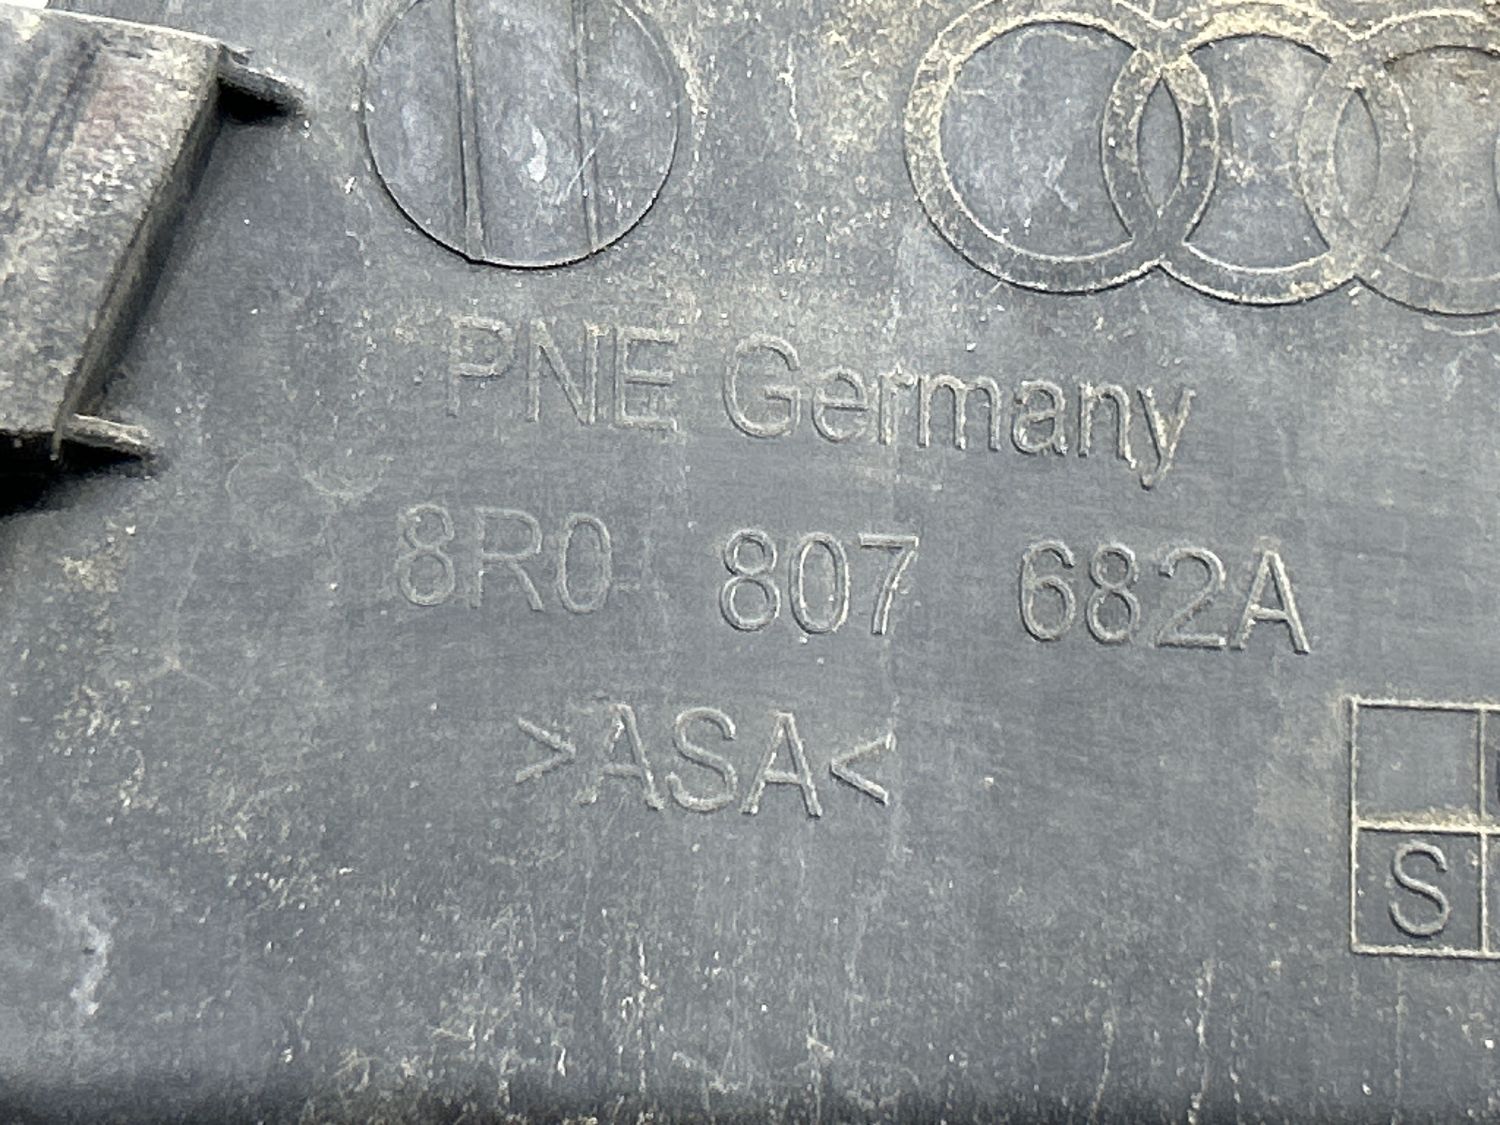 PNE Germany
8R0 807 682A
>ASA<
S